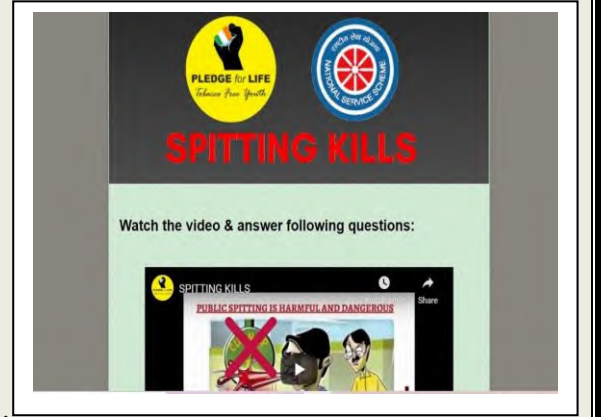 PLEDGE for LIFE
Tobacco Free Youth
राष्ट्रीय सेवा योजना
NATIONAL SERVICE SCHEME
SPITTING KILLS
Watch the video & answer following questions:
SPITTING KILLS
Share
PUBLIC SPITTING IS HARMFUL AND DANGEROUS